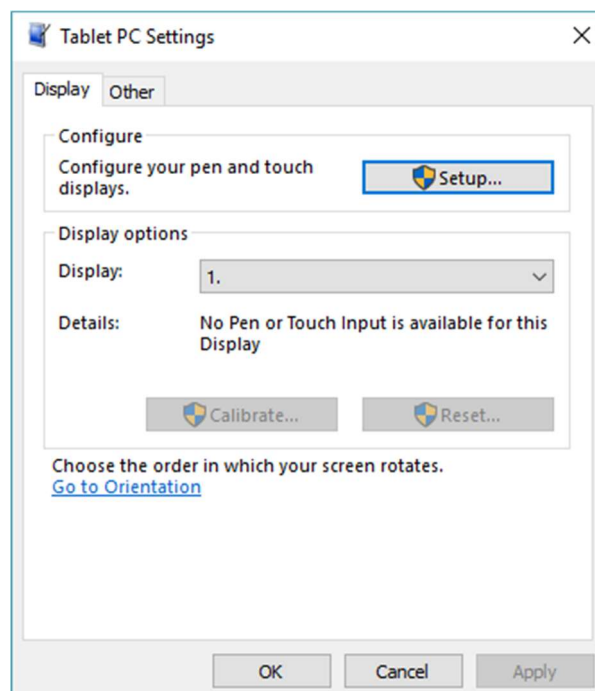 Tablet PC Settings
Display
Other
Configure
Configure your pen and touch
displays.
Setup...
Display options
Display:
1.
Details:
No Pen or Touch Input is available for this
Display
Calibrate...
Reset...
Choose the order in which your screen rotates.
Go to Orientation
OK
Cancel
Apply